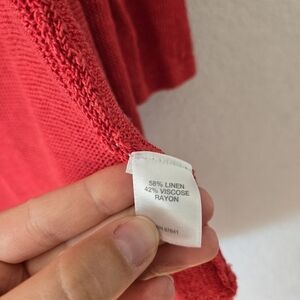 58% LINEN
42% VISCOSE
RAYON